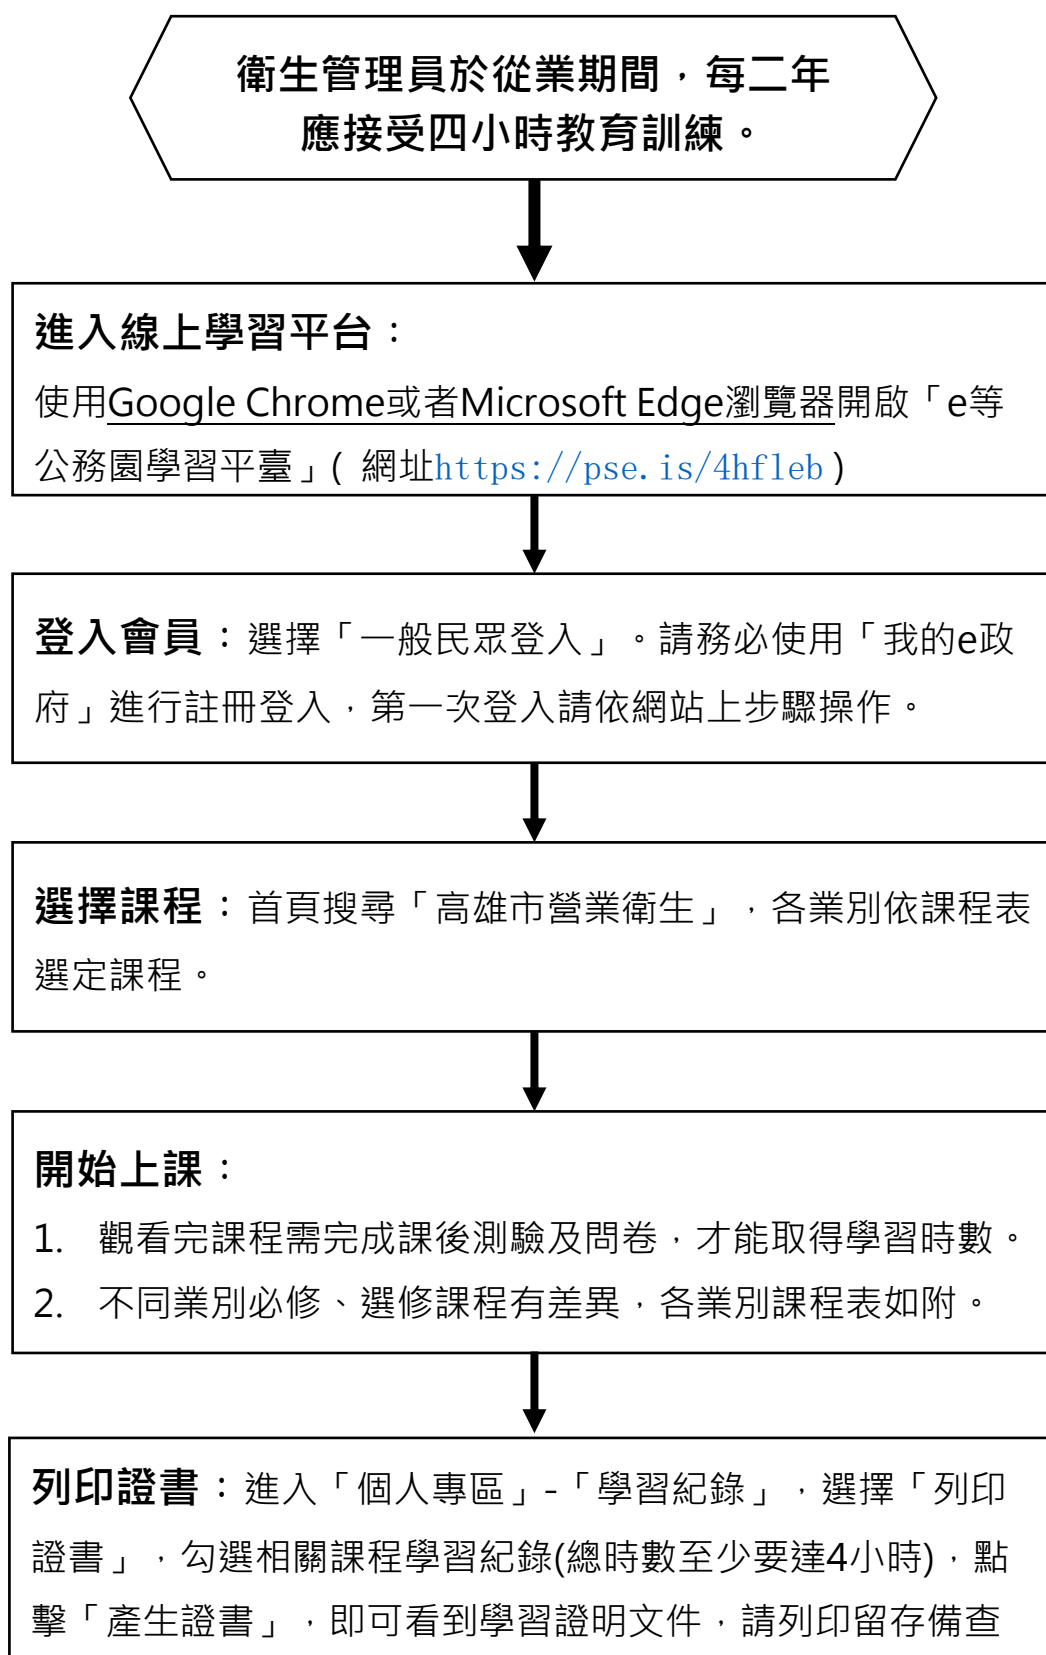 衛生管理員於從業期間，每二年
應接受四小時教育訓練。
進入線上學習平台：
使用Google Chrome或者Microsoft Edge瀏覽器開啟「e等
公務園學習平臺」( 網址https://pse.is/4hfleb )
登入會員：選擇「一般民眾登入」。請務必使用「我的e政
府」進行註冊登入，第一次登入請依網站上步驟操作。
選擇課程：首頁搜尋「高雄市營業衛生」，各業別依課程表
選定課程。
開始上課：
1. 觀看完課程需完成課後測驗及問卷，才能取得學習時數。
2. 不同業別必修、選修課程有差異，各業別課程表如附。
列印證書：進入「個人專區」-「學習紀錄」，選擇「列印
證書」，勾選相關課程學習紀錄(總時數至少要達4小時)，點
擊「產生證書」，即可看到學習證明文件，請列印留存備查